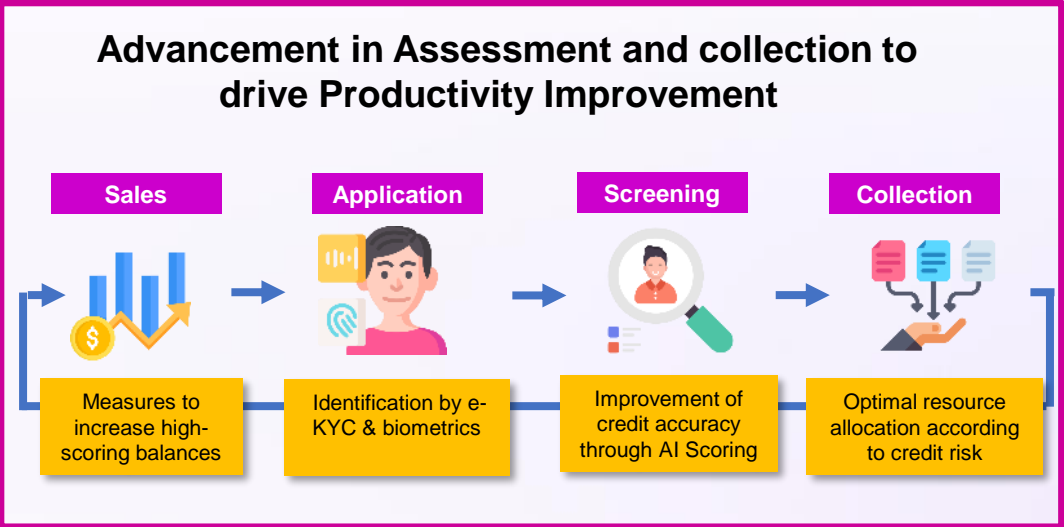 Advancement in Assessment and collection to
drive Productivity Improvement
Sales
Application
Screening
Collection
$
Measures to
increase high-
scoring balances
Identification by e-
KYC & biometrics
Improvement of
credit accuracy
through AI Scoring
Optimal resource
allocation according
to credit risk